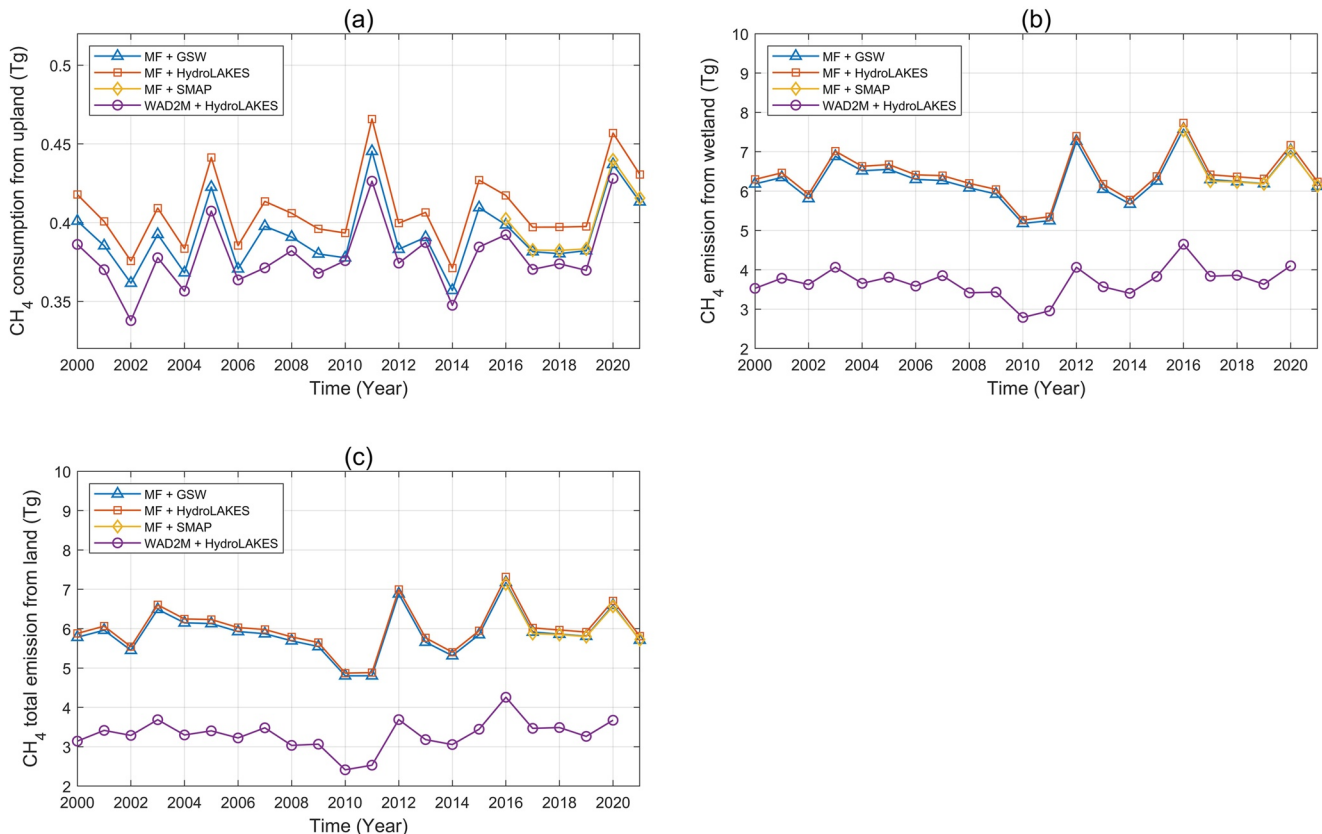 (a)
CH4 consumption from upland (Tg)
0.5
0.45
0.4
0.35
MF + GSW
MF + HydroLAKES
MF + SMAP
WAD2M + HydroLAKES
2000 2002 2004 2006 2008 2010 2012 2014 2016 2018 2020
Time (Year)
(b)
CH4 emission from wetland (Tg)
10
9
8
7
6
5
4
3
2
MF + GSW
MF + HydroLAKES
MF + SMAP
WAD2M + HydroLAKES
2000 2002 2004 2006 2008 2010 2012 2014 2016 2018 2020
Time (Year)
(c)
CH4 total emission from land (Tg)
10
9
8
7
6
5
4
3
2
MF + GSW
MF + HydroLAKES
MF + SMAP
WAD2M + HydroLAKES
2000 2002 2004 2006 2008 2010 2012 2014 2016 2018 2020
Time (Year)